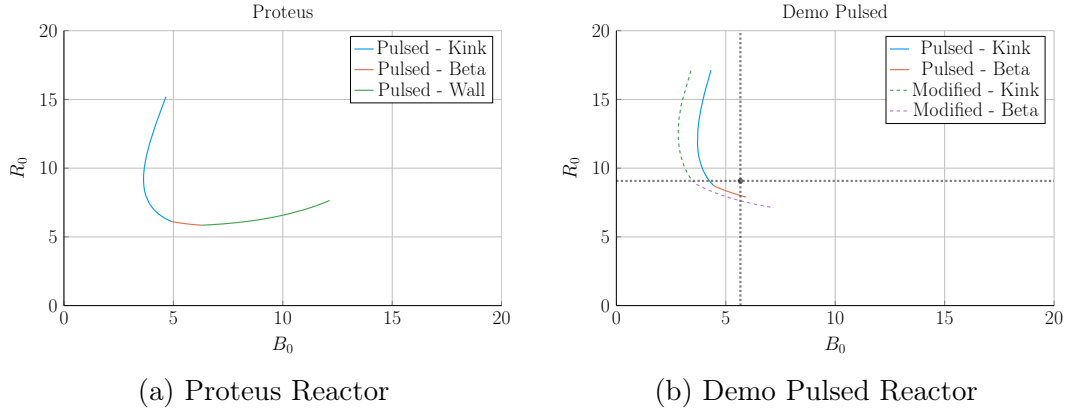 Proteus
20
15
10
5
0
R₀
0 5 10 15 20
B₀
Pulsed - Kink
Pulsed - Beta
Pulsed - Wall
(a) Proteus Reactor
Demo Pulsed
20
15
10
5
0
R₀
0 5 10 15 20
B₀
Pulsed - Kink
Pulsed - Beta
Modified - Kink
Modified - Beta
(b) Demo Pulsed Reactor